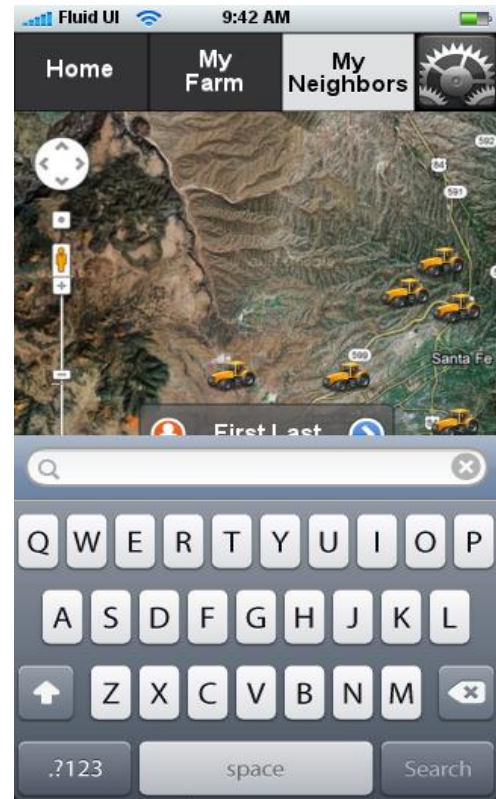 Fluid UI 9:42 AM
Home
My
Farm
My
Neighbors
592
84
591
599
Santa Fe
First Last
Q W E R T Y U I O P
A S D F G H J K L
Z X C V B N M
.?123 space Search